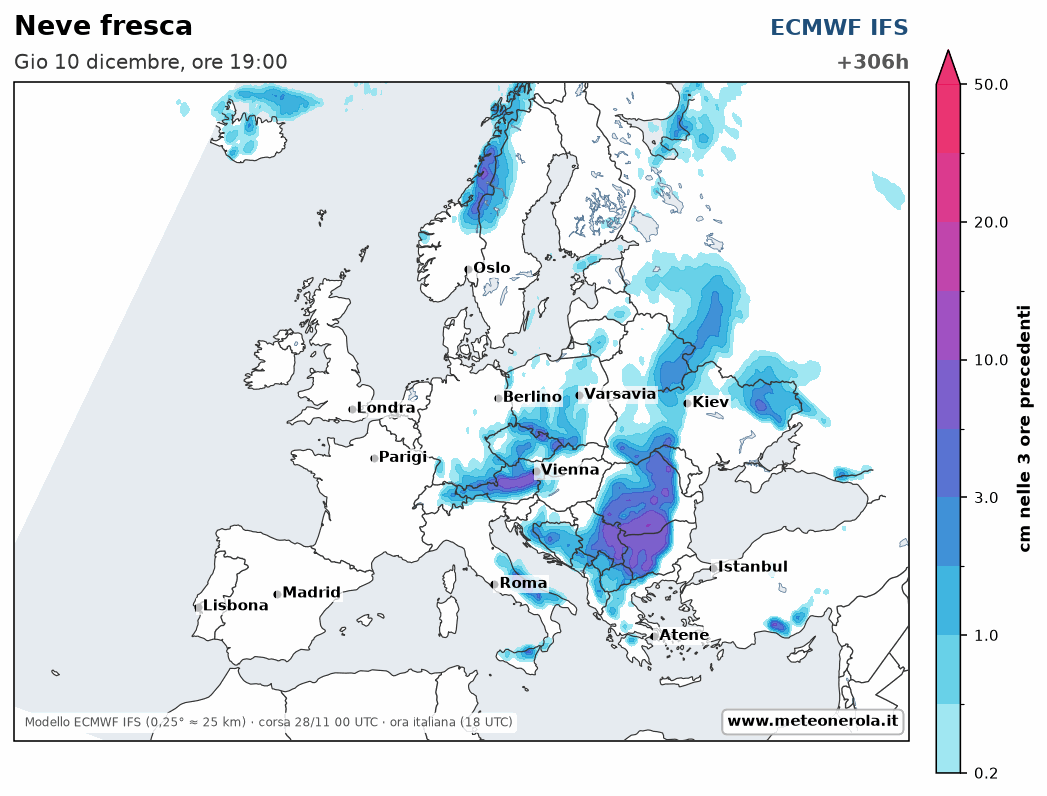 Neve fresca
ECMWF IFS
Gio 10 dicembre, ore 19:00
+306h
50.0
20.0
10.0
3.0
1.0
0.2
cm nelle 3 ore precedenti
Oslo
Berlino
Varsavia
Kiev
Londra
Parigi
Vienna
Istanbul
Roma
Madrid
Lisbona
Atene
Modello ECMWF IFS (0,25° ≈ 25 km) · corsa 28/11 00 UTC · ora italiana (18 UTC)
www.meteonerola.it